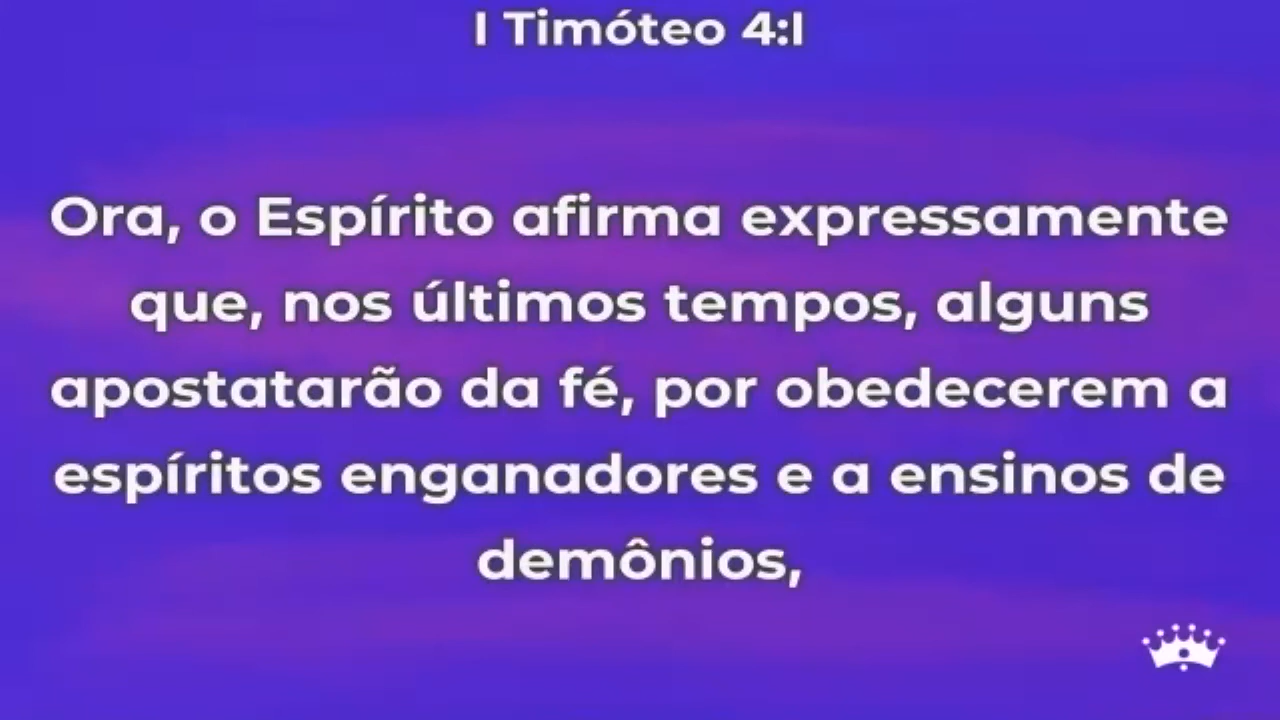 I Timóteo 4:I
Ora, o Espírito afirma expressamente
que, nos últimos tempos, alguns
apostatarão da fé, por obedecerem a
espíritos enganadores e a ensinos de
demônios,